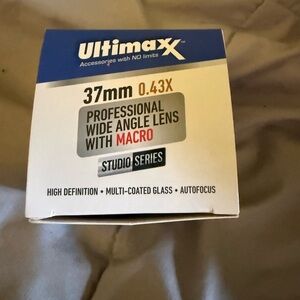 Ultimaxx
Accessories with NO limits
37mm 0.43X
PROFESSIONAL
WIDE ANGLE LENS
WITH MACRO
STUDIO SERIES
HIGH DEFINITION • MULTI-COATED GLASS • AUTOFOCUS